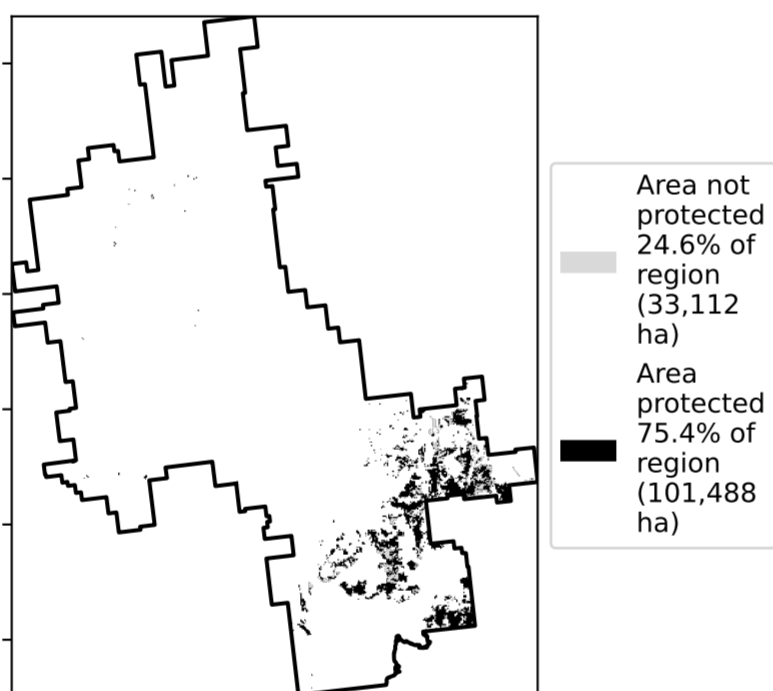 Area not
protected
24.6% of
region
(33,112
ha)
Area
protected
75.4% of
region
(101,488
ha)